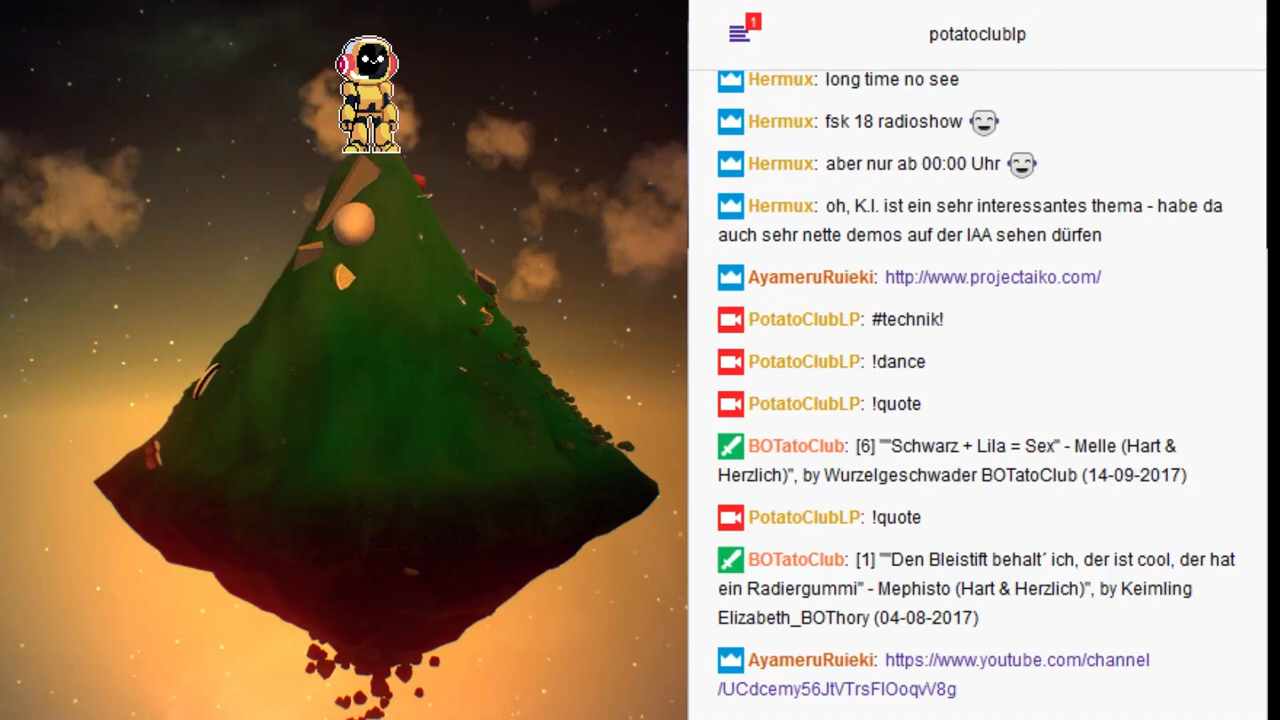 1
potatoclublp
Hermux: long time no see
Hermux: fsk 18 radioshow
Hermux: aber nur ab 00:00 Uhr
Hermux: oh, K.I. ist ein sehr interessantes thema - habe da
auch sehr nette demos auf der IAA sehen dürfen
AyameruRuieki: http://www.projectaiko.com/
PotatoClubLP: #technik!
PotatoClubLP: !dance
PotatoClubLP: !quote
BOTatoClub: [6] ""Schwarz + Lila = Sex" - Melle (Hart &
Herzlich)", by Wurzelgeschwader BOTatoClub (14-09-2017)
PotatoClubLP: !quote
BOTatoClub: [1] ""Den Bleistift behalt´ ich, der ist cool, der hat
ein Radiergummi" - Mephisto (Hart & Herzlich)", by Keimling
Elizabeth_BOThory (04-08-2017)
AyameruRuieki: https://www.youtube.com/channel
/UCdcemy56JtVTrsFIOoqvV8g